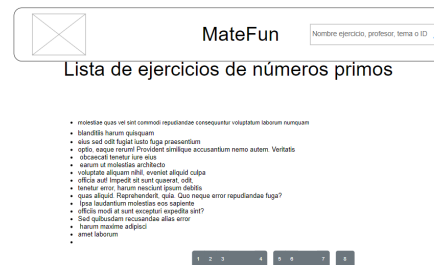 MateFun
Nombre ejercicio, profesor, tema o ID
Lista de ejercicios de números primos
molestiae quas vel sint commodi repudiandae consequuntur voluptatum laborum numquam
blanditiis harum quisquam
eius sed odit fugiat iusto fuga praesentium
optio, eaque rerum! Provident similique accusantium nemo autem. Veritatis
obcaecati tenetur iure eius
earum ut molestias architecto
voluptate aliquam nihil, eveniet aliquid culpa
officia aut! Impedit sit sunt quaerat, odit,
tenetur error, harum nesciunt ipsum debitis
quas aliquid. Reprehenderit, quia. Quo neque error repudiandae fuga?
Ipsa laudantium molestias eos sapiente
officiis modi at sunt excepturi expedita sint?
Sed quibusdam recusandae alias error
harum maxime adipisci
amet laborum
1 2 3 4 5 6 7 8